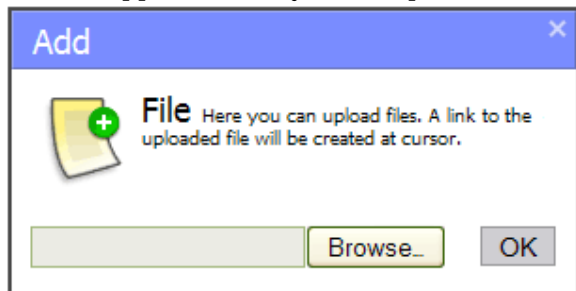 Add
File Here you can upload files. A link to the
uploaded file will be created at cursor.
Browse... OK